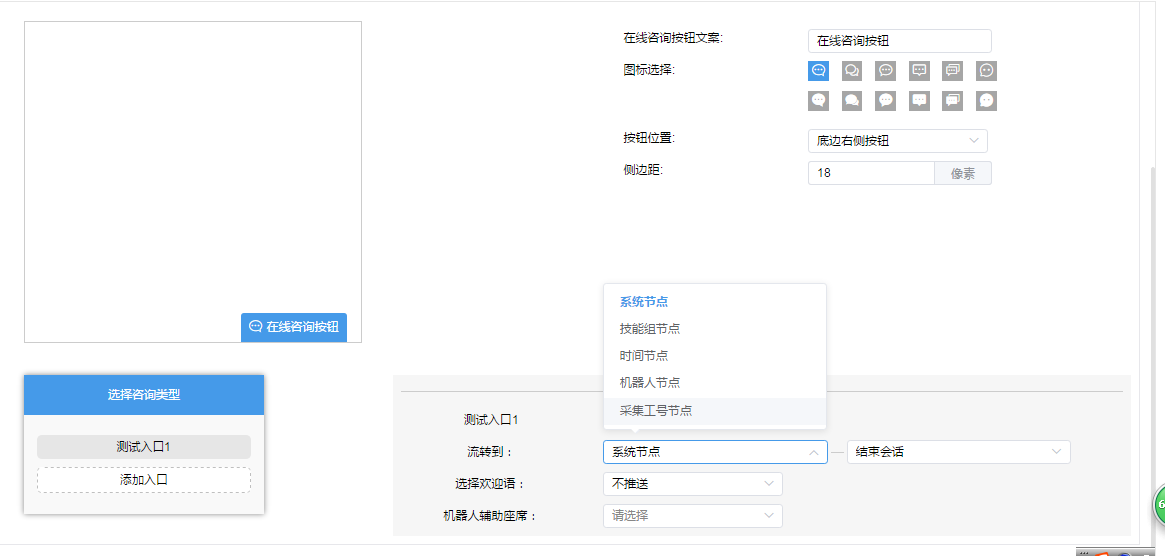 在线咨询按钮文案:
在线咨询按钮
图标选择:
按钮位置:
底边右侧按钮
侧边距:
18
像素
在线咨询按钮
选择咨询类型
测试入口1
添加入口
系统节点
技能组节点
时间节点
机器人节点
采集工号节点
测试入口1
流转到：
系统节点
结束会话
选择欢迎语：
不推送
机器人辅助座席：
请选择